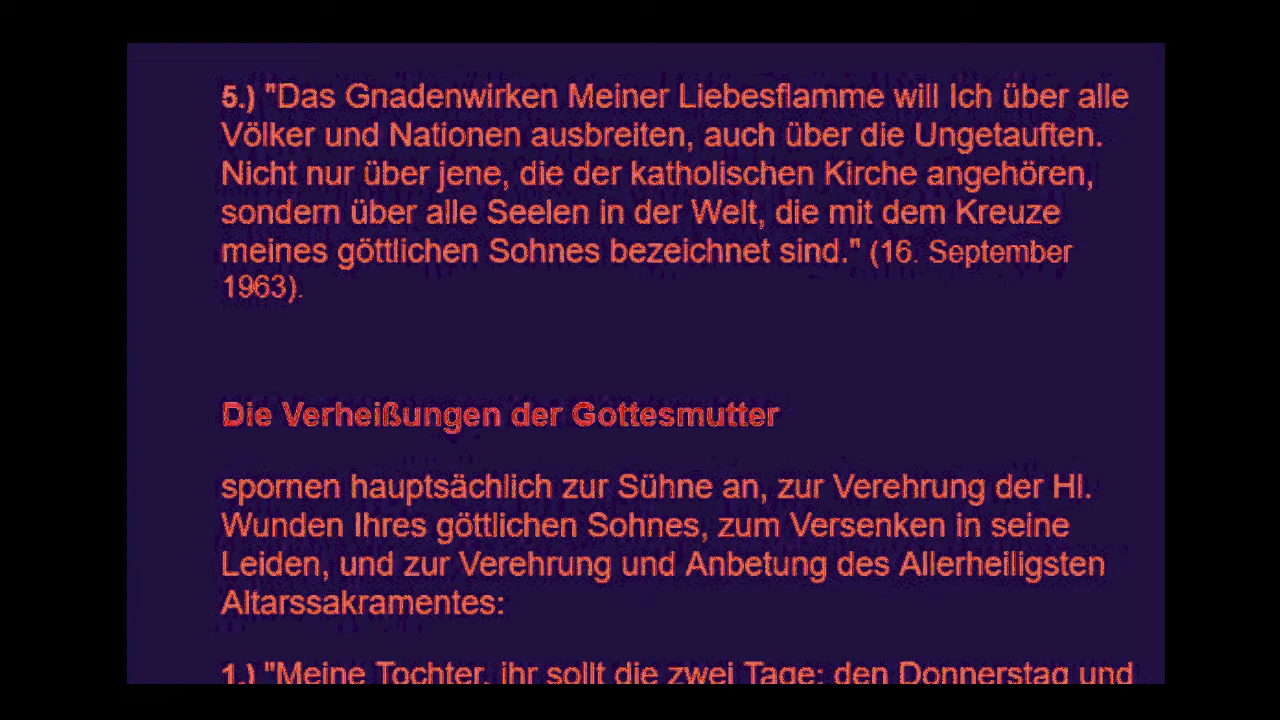 5.) "Das Gnadenwirken Meiner Liebesflamme will Ich über alle
Völker und Nationen ausbreiten, auch über die Ungetauften.
Nicht nur über jene, die der katholischen Kirche angehören,
sondern über alle Seelen in der Welt, die mit dem Kreuze
meines göttlichen Sohnes bezeichnet sind." (16. September
1963).
Die Verheißungen der Gottesmutter
spornen hauptsächlich zur Sühne an, zur Verehrung der Hl.
Wunden Ihres göttlichen Sohnes, zum Versenken in seine
Leiden, und zur Verehrung und Anbetung des Allerheiligsten
Altarssakramentes:
1.) "Meine Tochter, ihr sollt die zwei Tage: den Donnerstag und